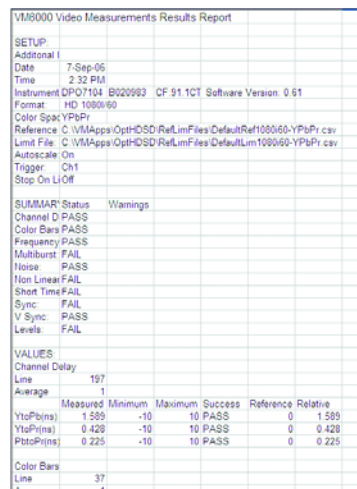 VM6000 Video Measurements Results Report
SETUP:
Additonal I
Date 7-Sep-06
Time 2:32 PM
Instrument DPO7104 B020983 CF:91.1CT Software Version: 0.61
Format: HD 1080i/60
Color Spac YPbPr
Reference C:\VMApps\OptHDSD\RefLimFiles\DefaultRef1080i60-YPbPr.csv
Limit File: C:\VMApps\OptHDSD\RefLimFiles\DefaultLim1080i60-YPbPr.csv
Autoscale: On
Trigger: Ch1
Stop On Li Off
SUMMAR Status Warnings
Channel D PASS
Color Bars PASS
Frequency PASS
Multiburst: FAIL
Noise: PASS
Non Linear FAIL
Short Time FAIL
Sync: FAIL
V Sync: PASS
Levels: FAIL
VALUES:
Channel Delay
Line 197
Average 1
Measured Minimum Maximum Success Reference Relative
YtoPb(ns) 1.589 -10 10 PASS 0 1.589
YtoPr(ns) 0.428 -10 10 PASS 0 0.428
PbtoPr(ns) 0.225 -10 10 PASS 0 0.225
Color Bars
Line 37